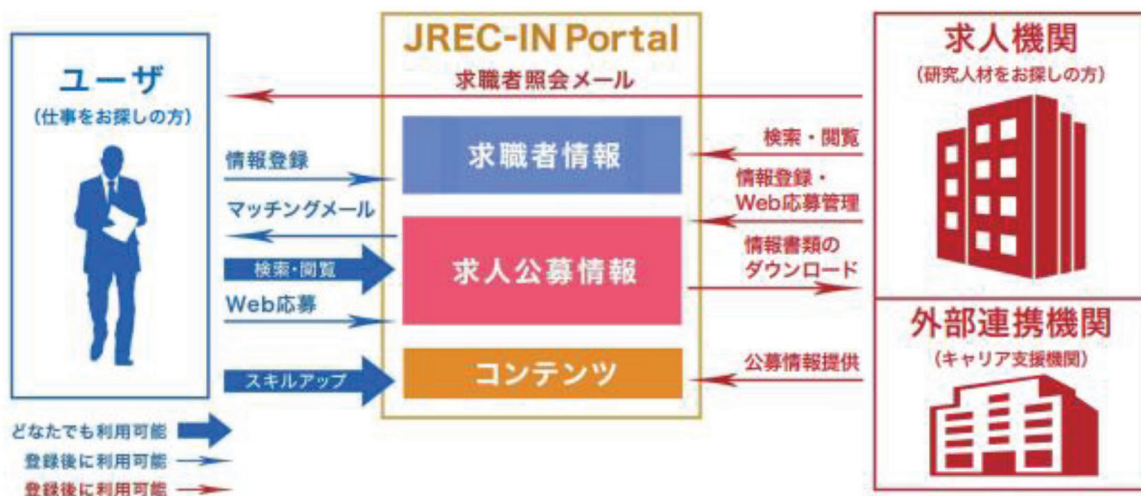 ユーザ
(仕事をお探しの方)
JREC-IN Portal
求職者照会メール
求職者情報
求人公募情報
コンテンツ
情報登録
マッチングメール
検索・閲覧
Web応募
スキルアップ
求人機関
(研究人材をお探しの方)
検索・閲覧
情報登録・
Web応募管理
情報書類の
ダウンロード
外部連携機関
(キャリア支援機関)
公募情報提供
どなたでも利用可能
登録後に利用可能
登録後に利用可能